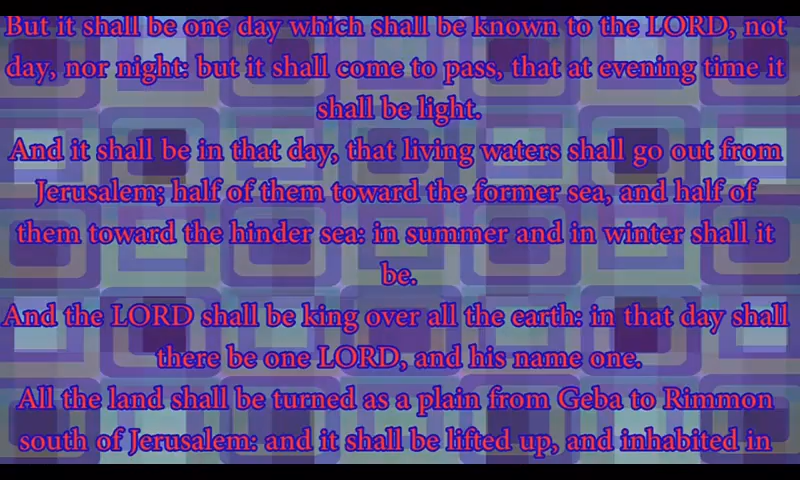 But it shall be one day which shall be known to the LORD, not
day, nor night: but it shall come to pass, that at evening time it
shall be light.
And it shall be in that day, that living waters shall go out from
Jerusalem; half of them toward the former sea, and half of
them toward the hinder sea: in summer and in winter shall it
be.
And the LORD shall be king over all the earth: in that day shall
there be one LORD, and his name one.
All the land shall be turned as a plain from Geba to Rimmon
south of Jerusalem: and it shall be lifted up, and inhabited in